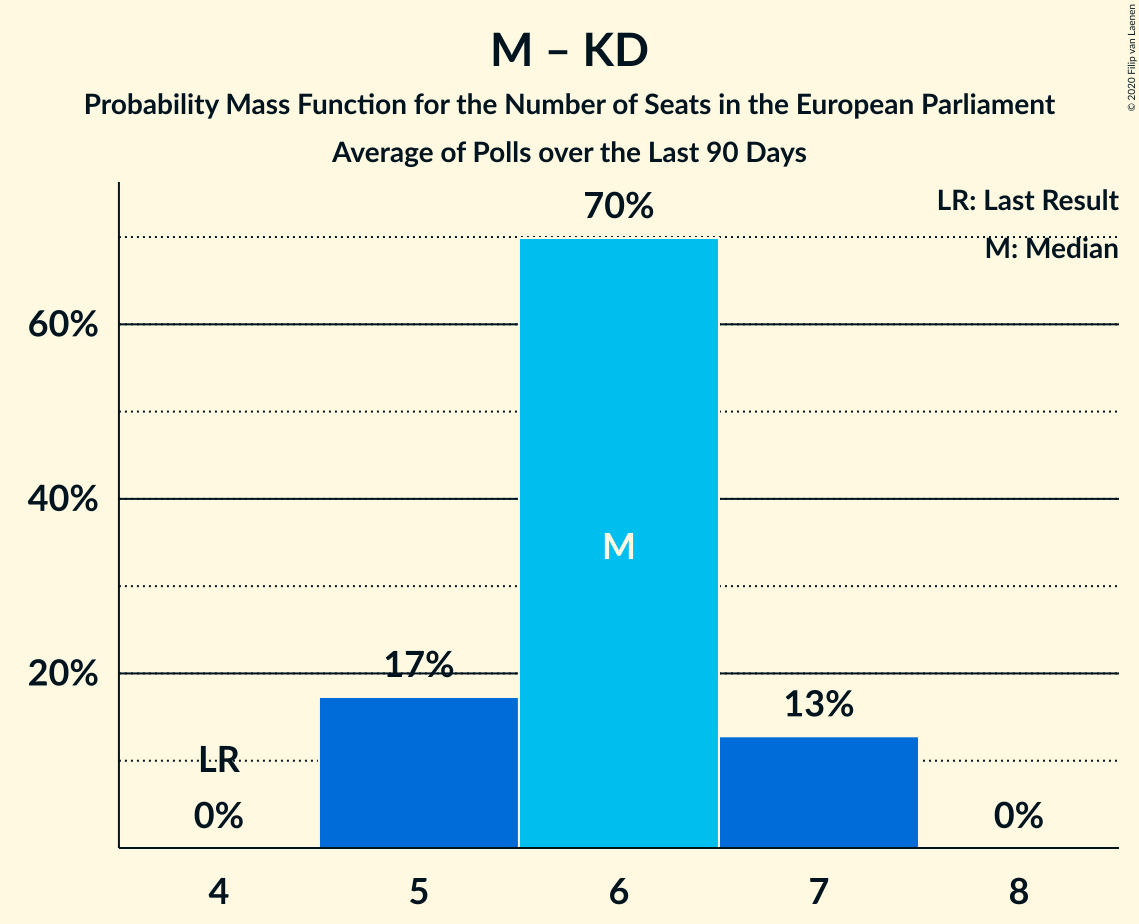 M – KD
Probability Mass Function for the Number of Seats in the European Parliament
Average of Polls over the Last 90 Days
© 2020 Filip van Laenen
LR: Last Result
M: Median
70%
60%
40%
20%
M
17%
13%
LR
0%
0%
4 5 6 7 8